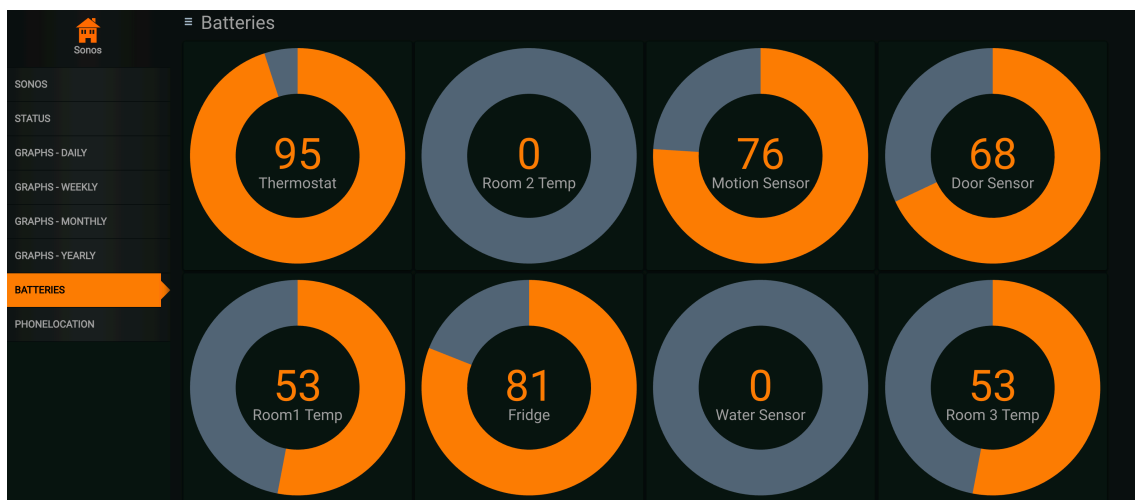 Sonos
SONOS
STATUS
GRAPHS - DAILY
GRAPHS - WEEKLY
GRAPHS - MONTHLY
GRAPHS - YEARLY
BATTERIES
PHONELOCATION
≡ Batteries
95
Thermostat
0
Room 2 Temp
76
Motion Sensor
68
Door Sensor
53
Room1 Temp
81
Fridge
0
Water Sensor
53
Room 3 Temp